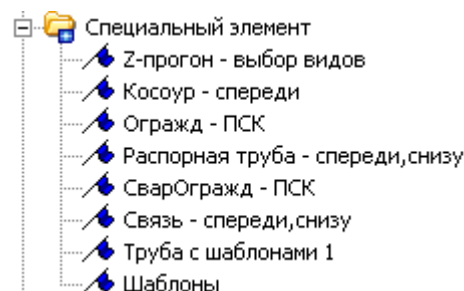 Специальный элемент
Z-прогон - выбор видов
Косоур - спереди
Огражд - ПСК
Распорная труба - спереди,снизу
СварОгражд - ПСК
Связь - спереди,снизу
Труба с шаблонами 1
Шаблоны